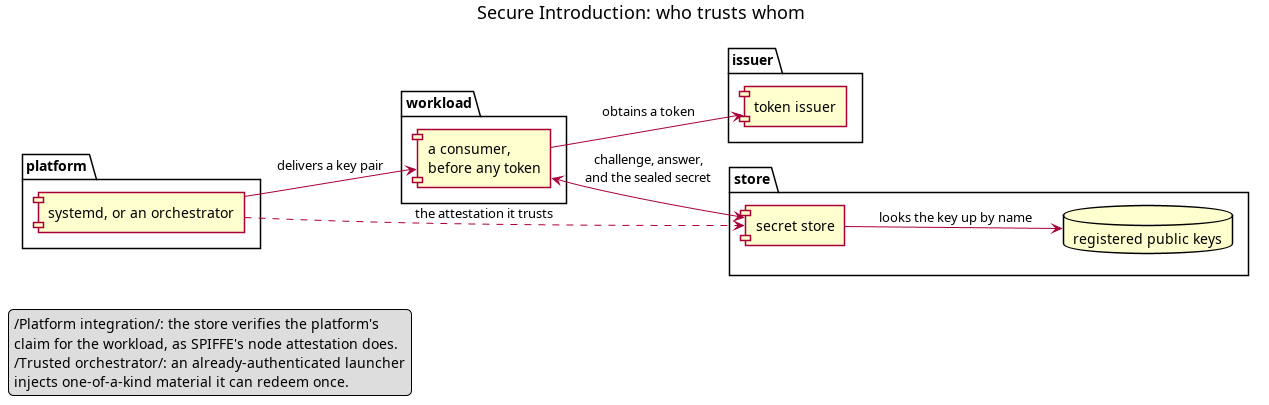 Secure Introduction: who trusts whom
issuer
token issuer
workload
a consumer,
before any token
obtains a token
platform
systemd, or an orchestrator
delivers a key pair
challenge, answer,
and the sealed secret
the attestation it trusts
store
secret store
looks the key up by name
registered public keys
/Platform integration/: the store verifies the platform's
claim for the workload, as SPIFFE's node attestation does.
/Trusted orchestrator/: an already-authenticated launcher
injects one-of-a-kind material it can redeem once.